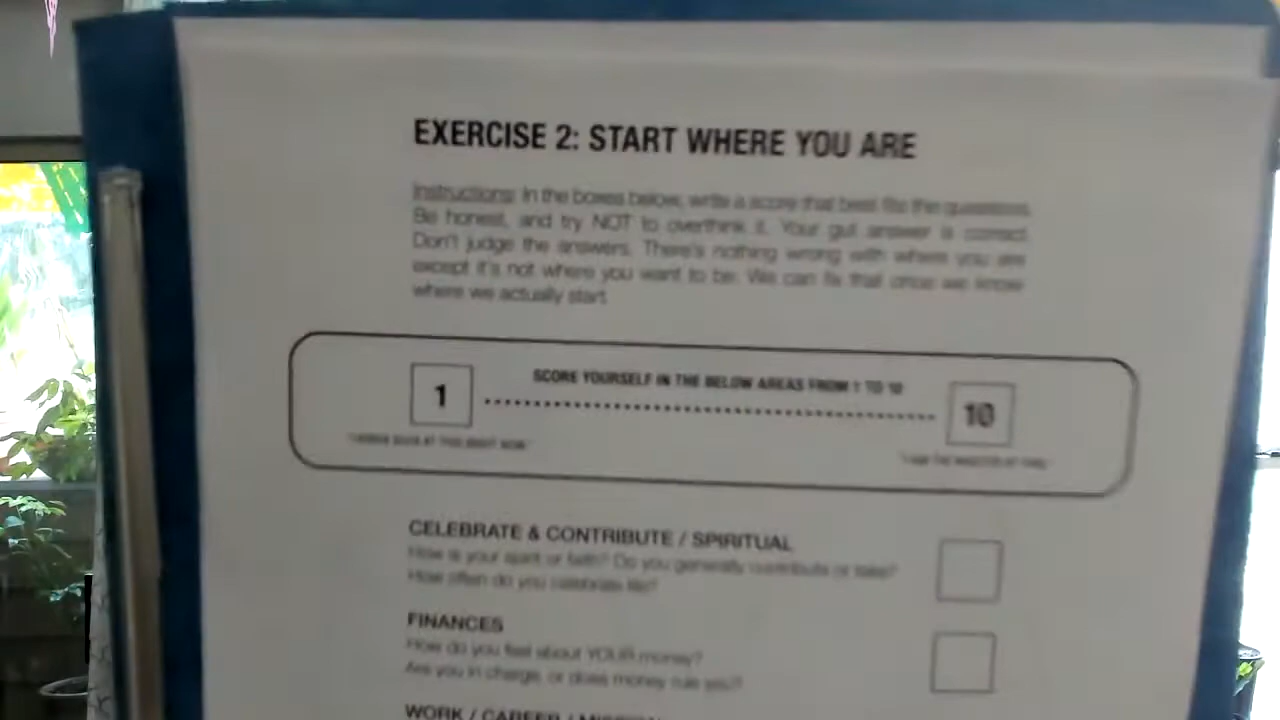 EXERCISE 2: START WHERE YOU ARE
Instructions: In the boxes below, write a score that best fits the questions.
Be honest, and try NOT to overthink it. Your gut answer is correct.
Don't judge the answers. There's nothing wrong with where you are
except it's not where you want to be. We can fix that once we know
where we actually start.
SCORE YOURSELF IN THE BELOW AREAS FROM 1 TO 10
1
10
CELEBRATE & CONTRIBUTE / SPIRITUAL
How is your spirit or faith? Do you generally contribute or take?
How often do you celebrate life?
FINANCES
How do you feel about YOUR money?
Are you in charge, or does money rule you?
WORK / CAREER / MISSION